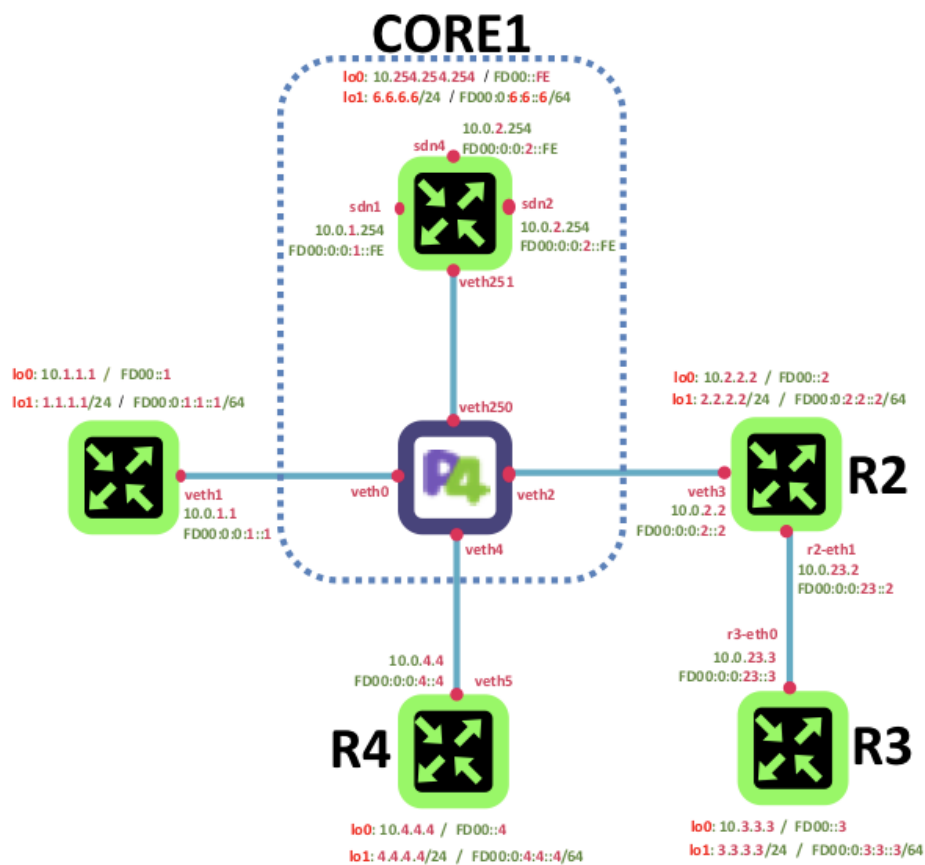 CORE1
lo0: 10.254.254.254 / FD00::FE
lo1: 6.6.6.6/24 / FD00:0:6:6::6/64
10.0.2.254
sdn4
FD00:0:0:2::FE
sdn1
sdn2
10.0.1.254
FD00:0:0:1::FE
10.0.2.254
FD00:0:0:2::FE
veth251
lo0: 10.1.1.1 / FD00::1
lo1: 1.1.1.1/24 / FD00:0:1:1::1/64
lo0: 10.2.2.2 / FD00::2
lo1: 2.2.2.2/24 / FD00:0:2:2::2/64
veth250
P4
R2
veth1
10.0.1.1
FD00:0:0:1::1
veth0
veth2
veth3
10.0.2.2
FD00:0:0:2::2
veth4
r2-eth1
10.0.23.2
FD00:0:0:23::2
r3-eth0
10.0.23.3
FD00:0:0:23::3
10.0.4.4
FD00:0:0:4::4
veth5
R4
R3
lo0: 10.4.4.4 / FD00::4
lo1: 4.4.4.4/24 / FD00:0:4:4::4/64
lo0: 10.3.3.3 / FD00::3
lo1: 3.3.3.3/24 / FD00:0:3:3::3/64